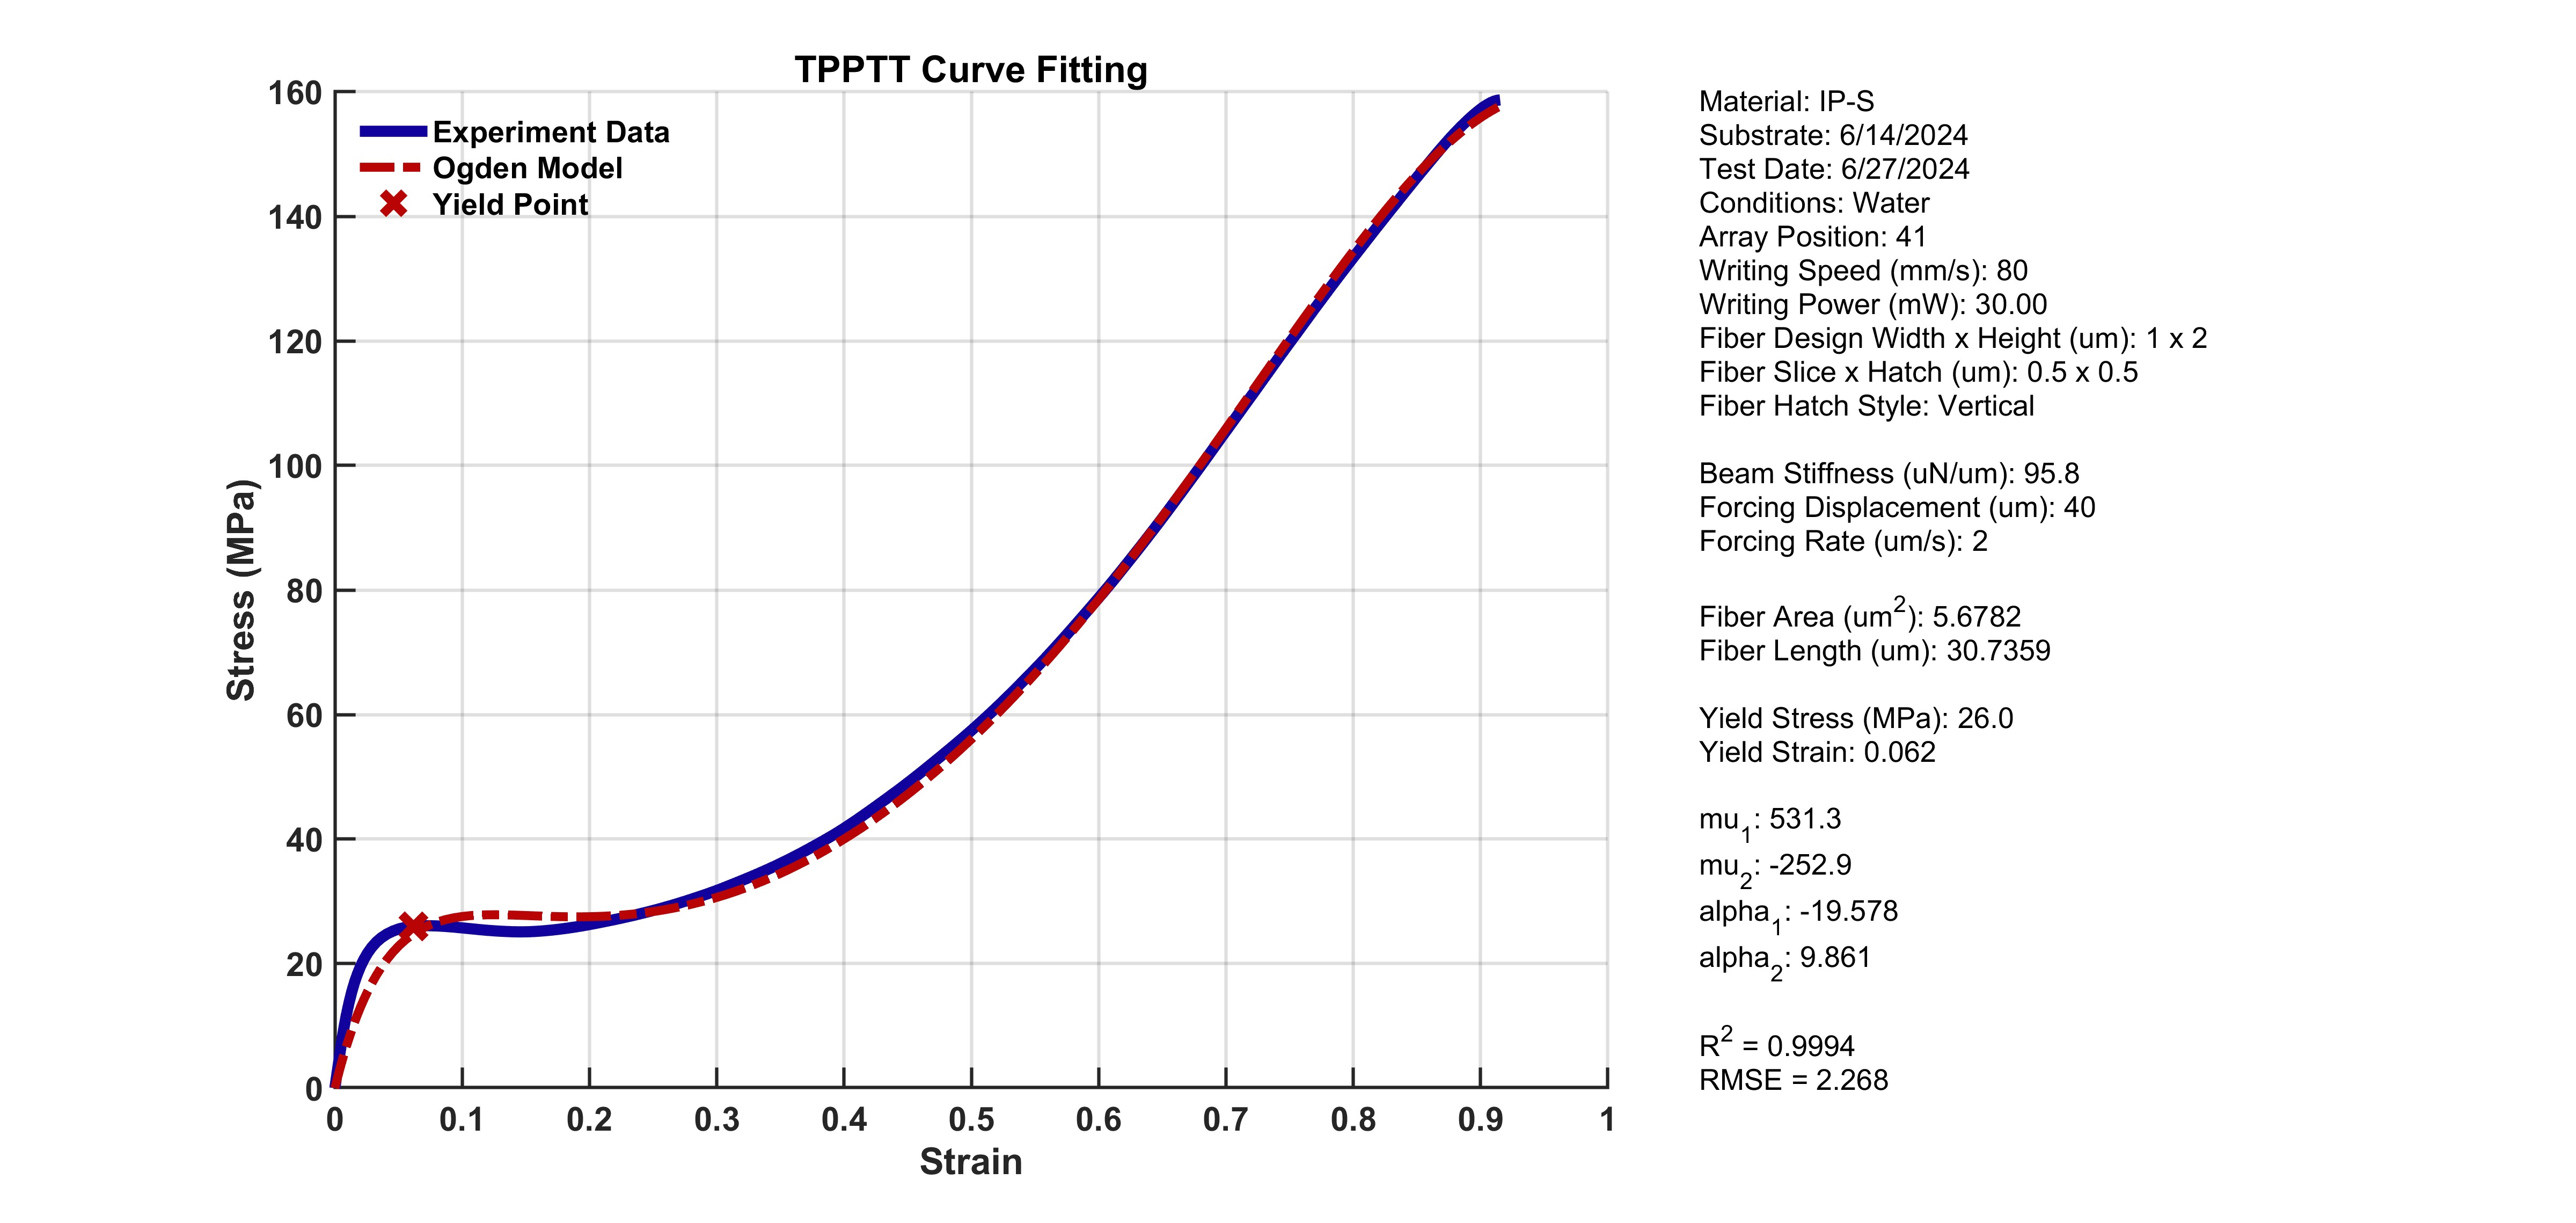 TPPTT Curve Fitting
160
140
120
100
80
60
40
20
0
Stress (MPa)
Experiment Data
Ogden Model
Yield Point
0 0.1 0.2 0.3 0.4 0.5 0.6 0.7 0.8 0.9 1
Strain
Material: IP-S
Substrate: 6/14/2024
Test Date: 6/27/2024
Conditions: Water
Array Position: 41
Writing Speed (mm/s): 80
Writing Power (mW): 30.00
Fiber Design Width x Height (um): 1 x 2
Fiber Slice x Hatch (um): 0.5 x 0.5
Fiber Hatch Style: Vertical
Beam Stiffness (uN/um): 95.8
Forcing Displacement (um): 40
Forcing Rate (um/s): 2
Fiber Area (um²): 5.6782
Fiber Length (um): 30.7359
Yield Stress (MPa): 26.0
Yield Strain: 0.062
mu₁: 531.3
mu₂: -252.9
alpha₁: -19.578
alpha₂: 9.861
R² = 0.9994
RMSE = 2.268